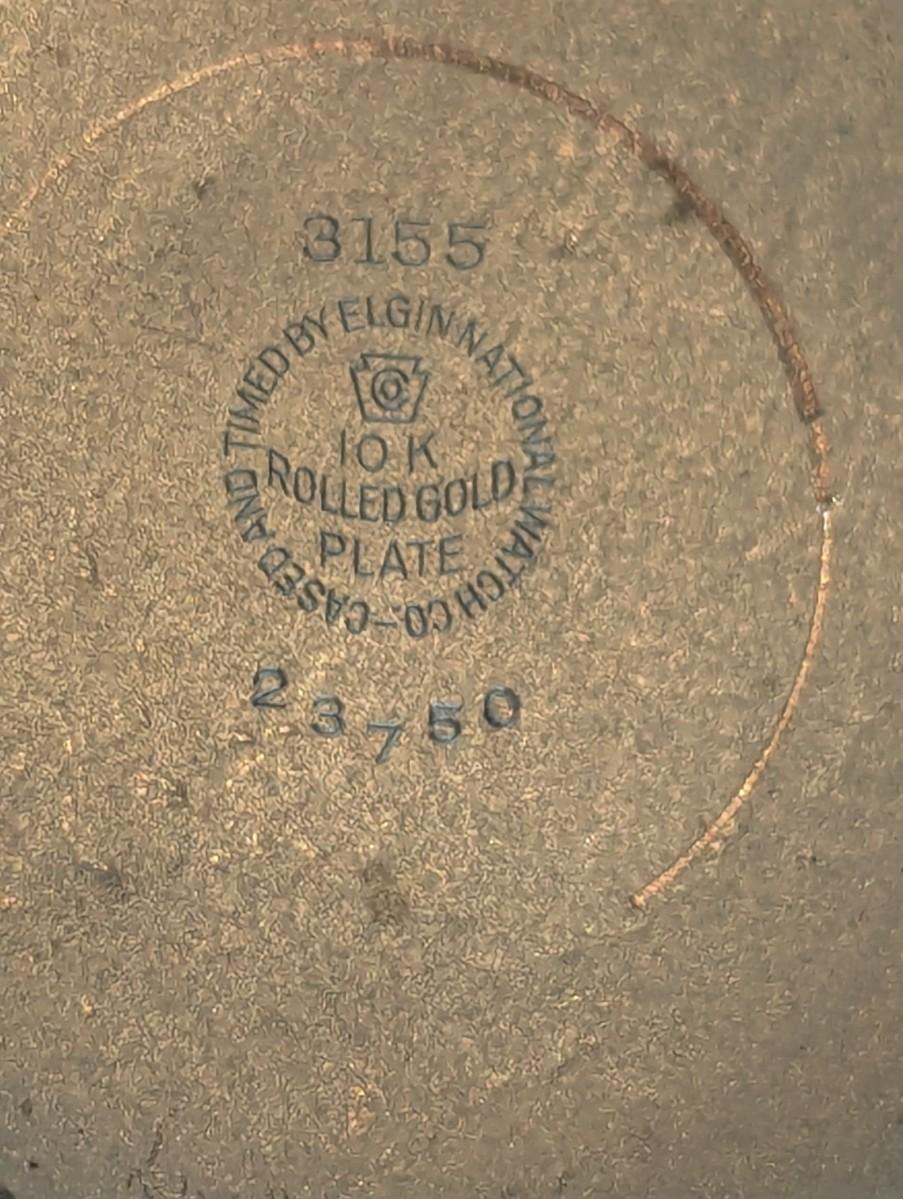 3155
CASED AND TIMED BY ELGIN NATIONAL WATCH CO.-
10 K
ROLLED GOLD
PLATE
23750